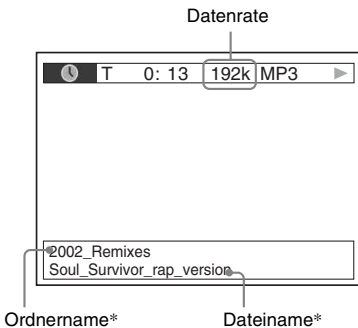 Datenrate
T 0: 13 192k MP3
2002_Remixes
Soul_Survivor_rap_version
Ordnername* Dateiname*